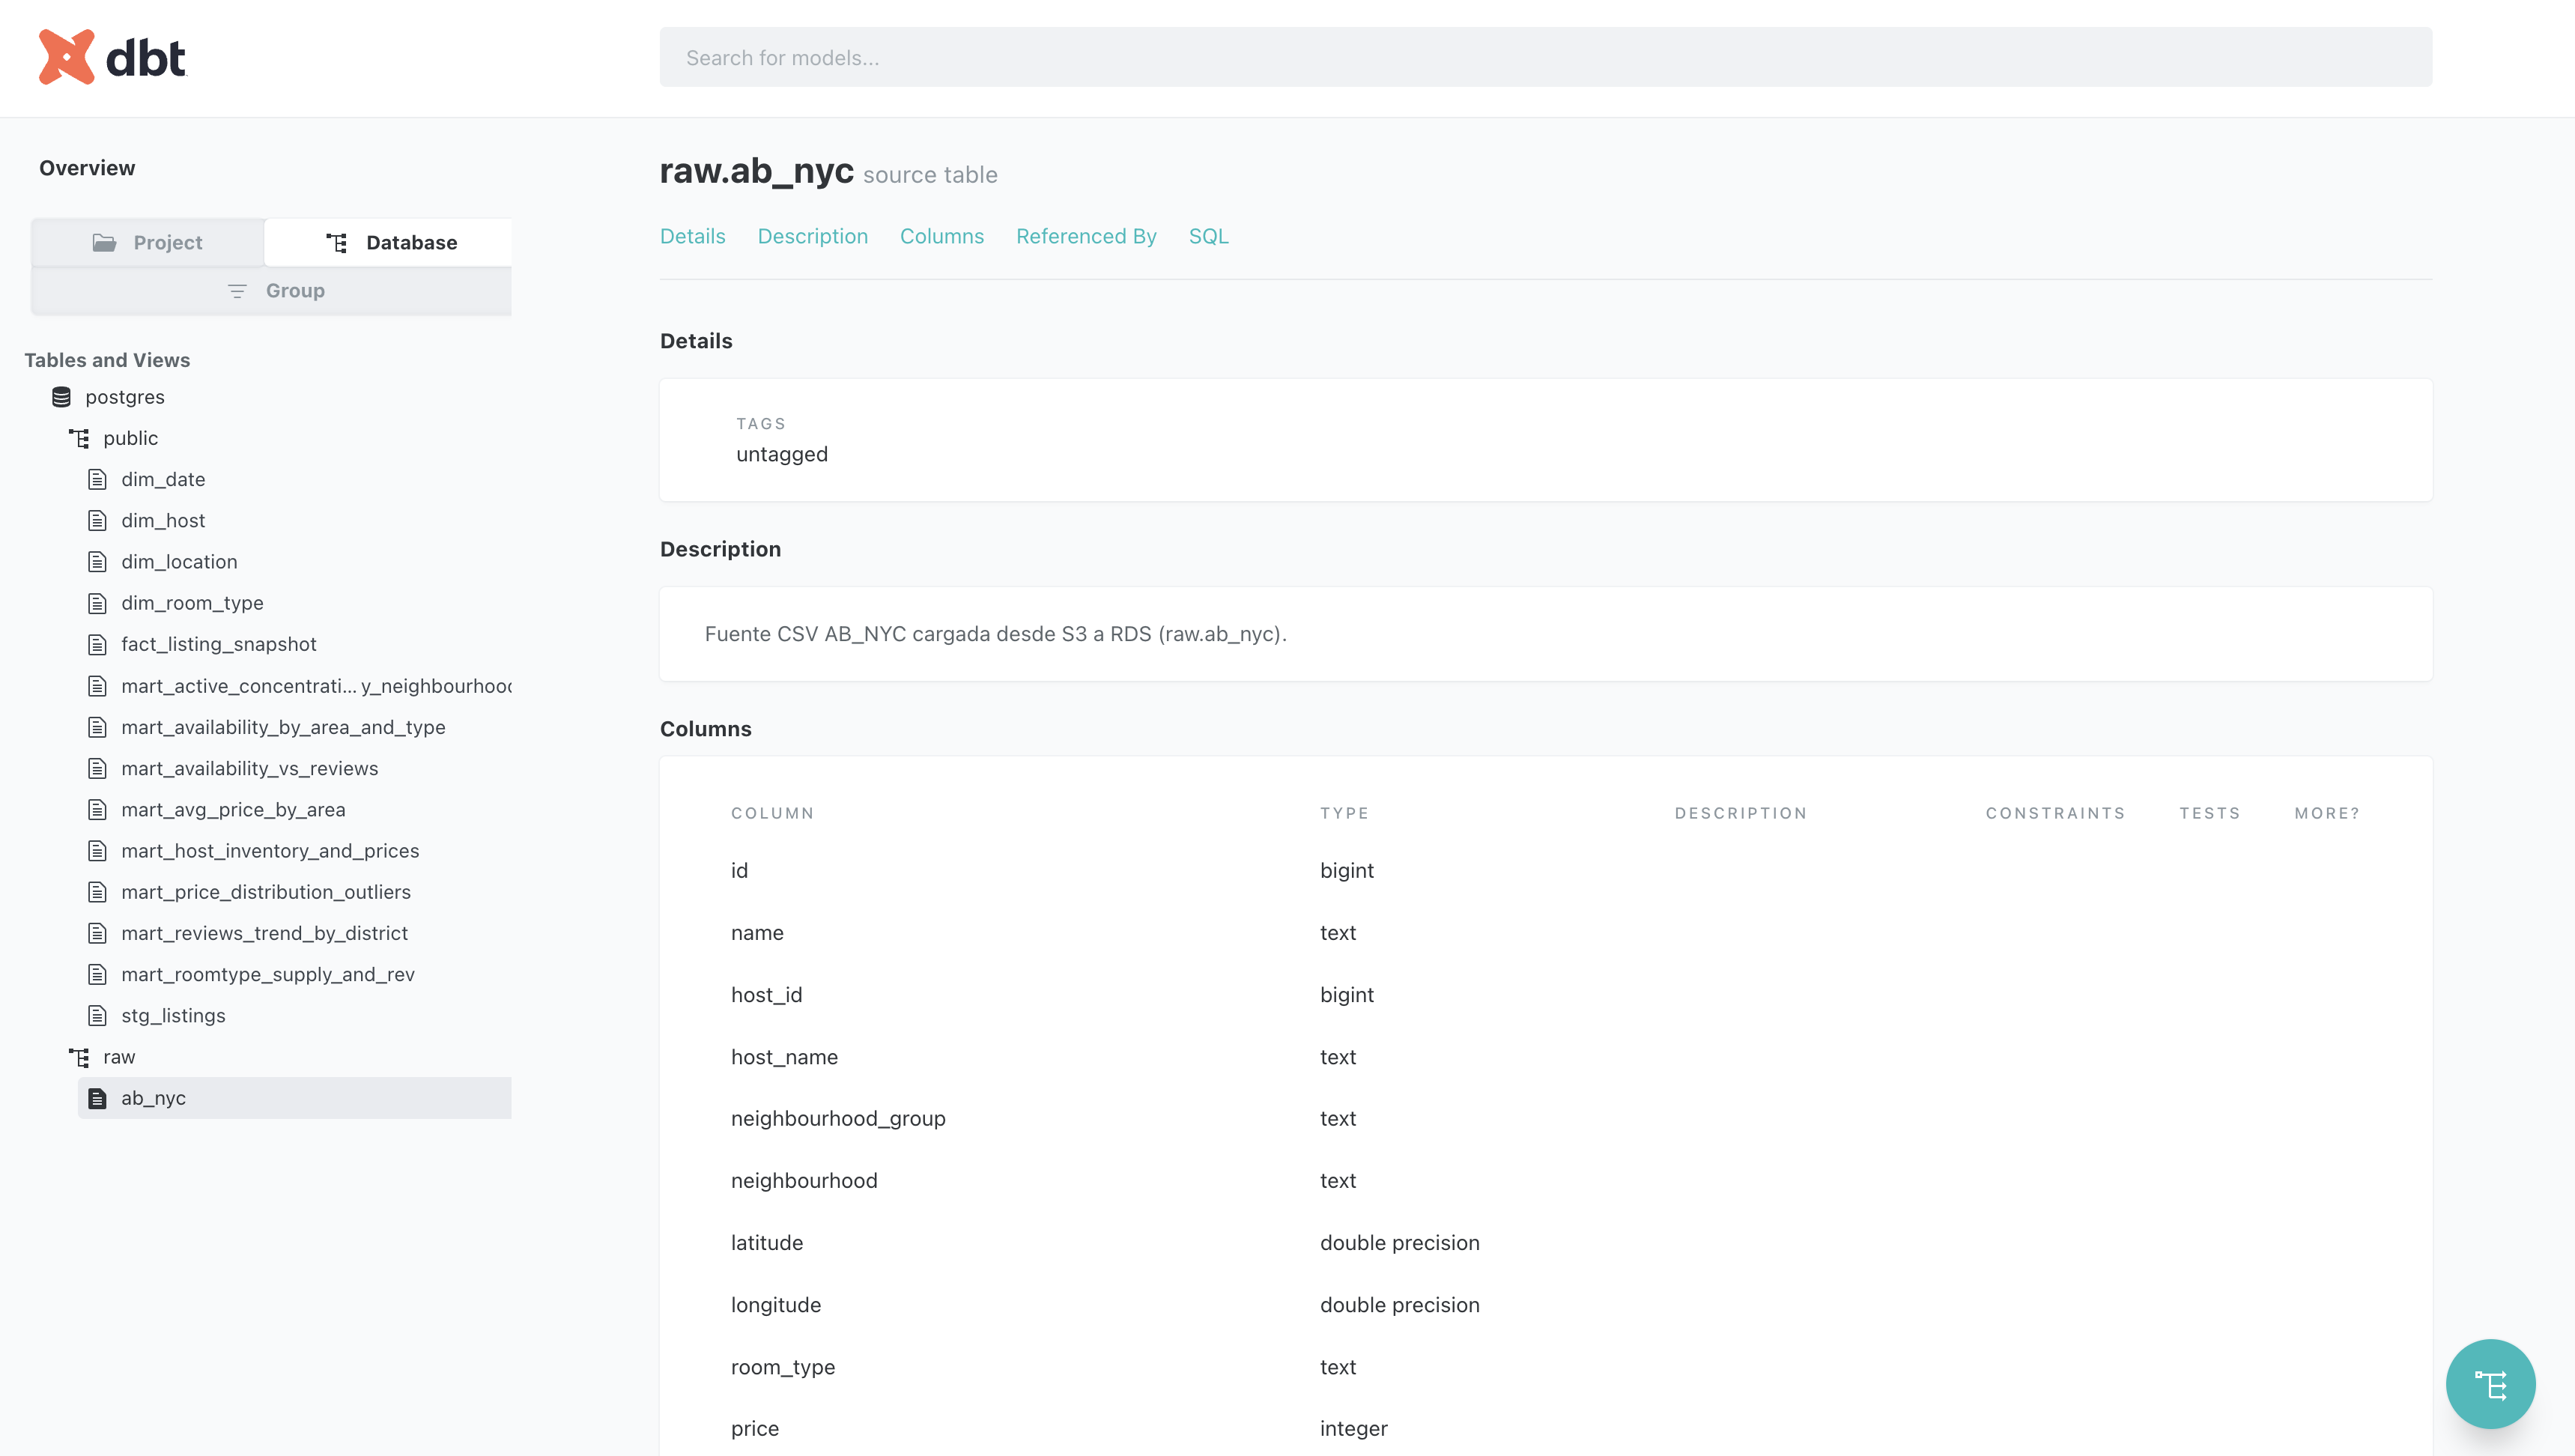 dbt
Search for models...
Overview
Project
Database
Group
Tables and Views
postgres
public
dim_date
dim_host
dim_location
dim_room_type
fact_listing_snapshot
mart_active_concentrati... y_neighbourhood
mart_availability_by_area_and_type
mart_availability_vs_reviews
mart_avg_price_by_area
mart_host_inventory_and_prices
mart_price_distribution_outliers
mart_reviews_trend_by_district
mart_roomtype_supply_and_rev
stg_listings
raw
ab_nyc
raw.ab_nyc source table
Details Description Columns Referenced By SQL
Details
TAGS
untagged
Description
Fuente CSV AB_NYC cargada desde S3 a RDS (raw.ab_nyc).
Columns
COLUMN TYPE DESCRIPTION CONSTRAINTS TESTS MORE?
id bigint
name text
host_id bigint
host_name text
neighbourhood_group text
neighbourhood text
latitude double precision
longitude double precision
room_type text
price integer